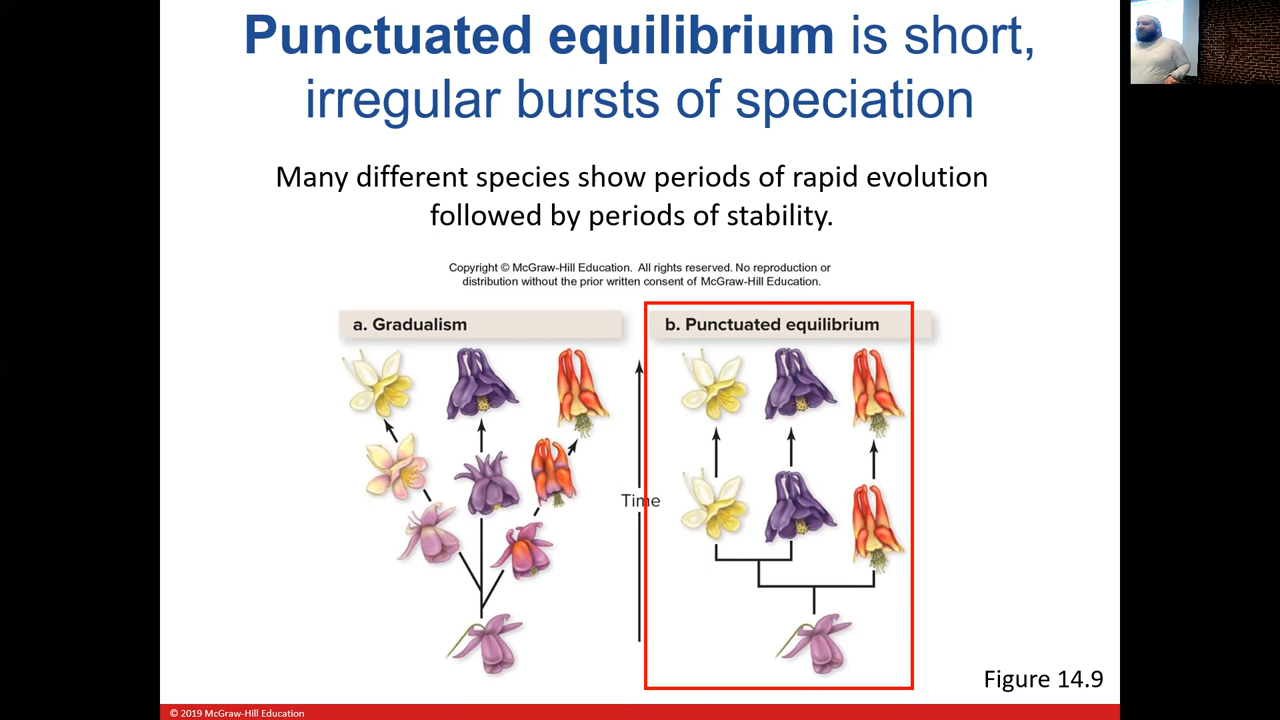 Punctuated equilibrium is short,
irregular bursts of speciation
Many different species show periods of rapid evolution
followed by periods of stability.
Copyright © McGraw-Hill Education. All rights reserved. No reproduction or
distribution without the prior written consent of McGraw-Hill Education.
a. Gradualism
b. Punctuated equilibrium
Time
Figure 14.9
© 2019 McGraw-Hill Education